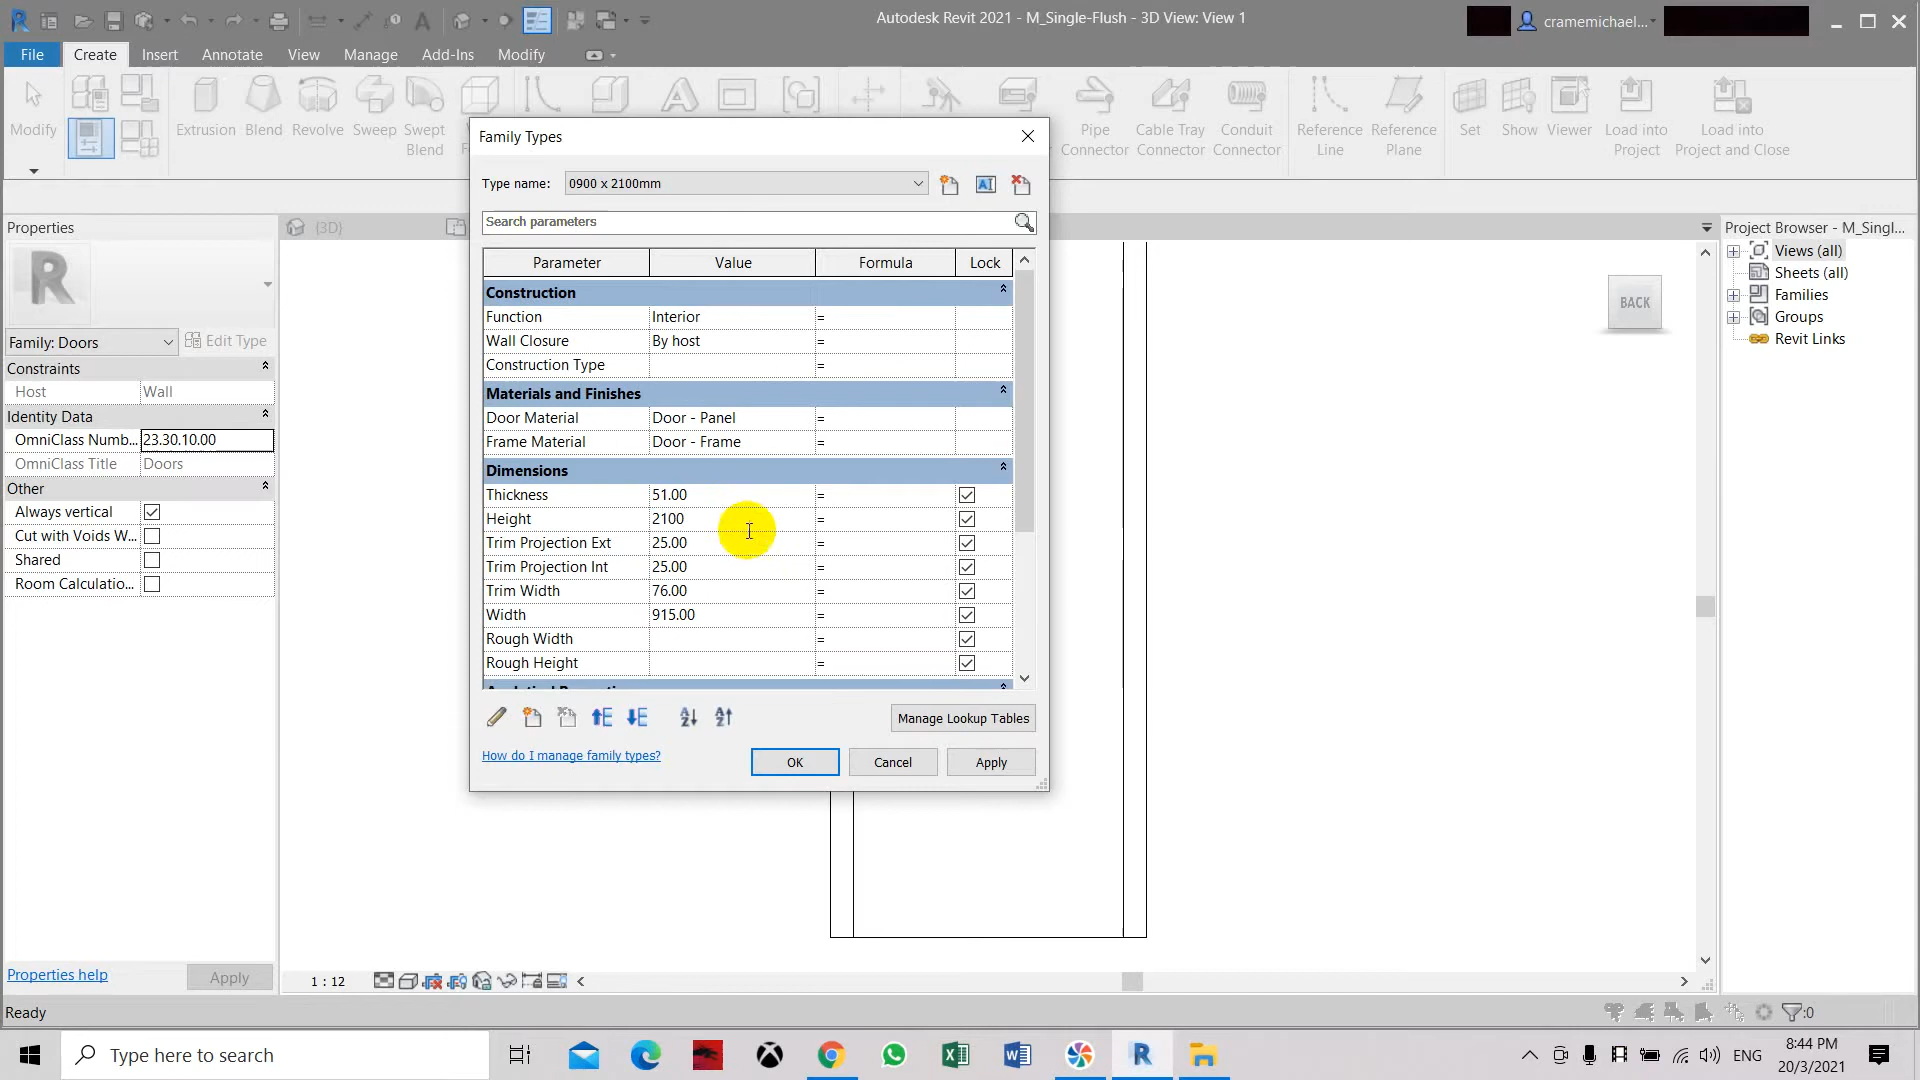 Autodesk Revit 2021 - M_Single-Flush - 3D View: View 1
cramemichael...
File
Create
Insert
Annotate
View
Manage
Add-Ins
Modify
Modify
Extrusion
Blend
Revolve
Sweep
Swept
Blend
Pipe
Connector
Cable Tray
Connector
Conduit
Connector
Reference
Line
Reference
Plane
Set
Show
Viewer
Load into
Project
Load into
Project and Close
Properties
Family: Doors
Edit Type
Constraints
Host Wall
Identity Data
OmniClass Numb... 23.30.10.00
OmniClass Title Doors
Other
Always vertical
Cut with Voids W...
Shared
Room Calculatio...
Properties help
Apply
(3D)
Family Types
Type name: 0900 x 2100mm
Search parameters
Parameter Value Formula Lock
Construction
Function Interior =
Wall Closure By host =
Construction Type =
Materials and Finishes
Door Material Door - Panel =
Frame Material Door - Frame =
Dimensions
Thickness 51.00 =
Height 2100 =
Trim Projection Ext 25.00 =
Trim Projection Int 25.00 =
Trim Width 76.00 =
Width 915.00 =
Rough Width =
Rough Height =
Manage Lookup Tables
How do I manage family types?
OK
Cancel
Apply
BACK
Project Browser - M_Singl...
Views (all)
Sheets (all)
Families
Groups
Revit Links
1 : 12
Ready
:0
Type here to search
ENG
8:44 PM
20/3/2021